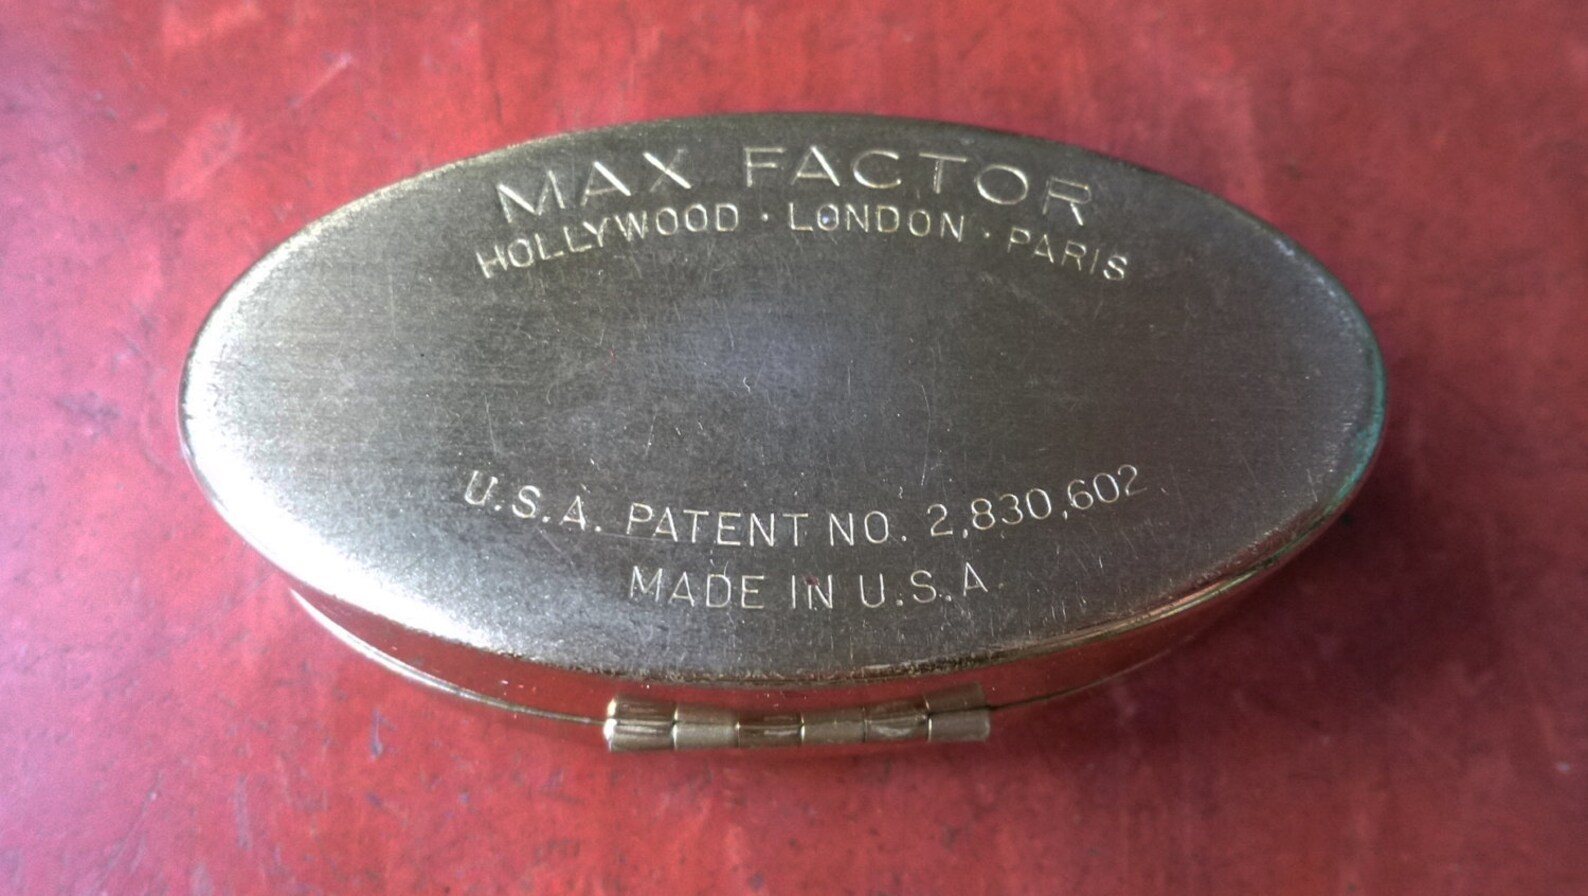 MAX FACTOR
HOLLYWOOD · LONDON · PARIS
U.S.A. PATENT NO. 2,830,602
MADE IN U.S.A.